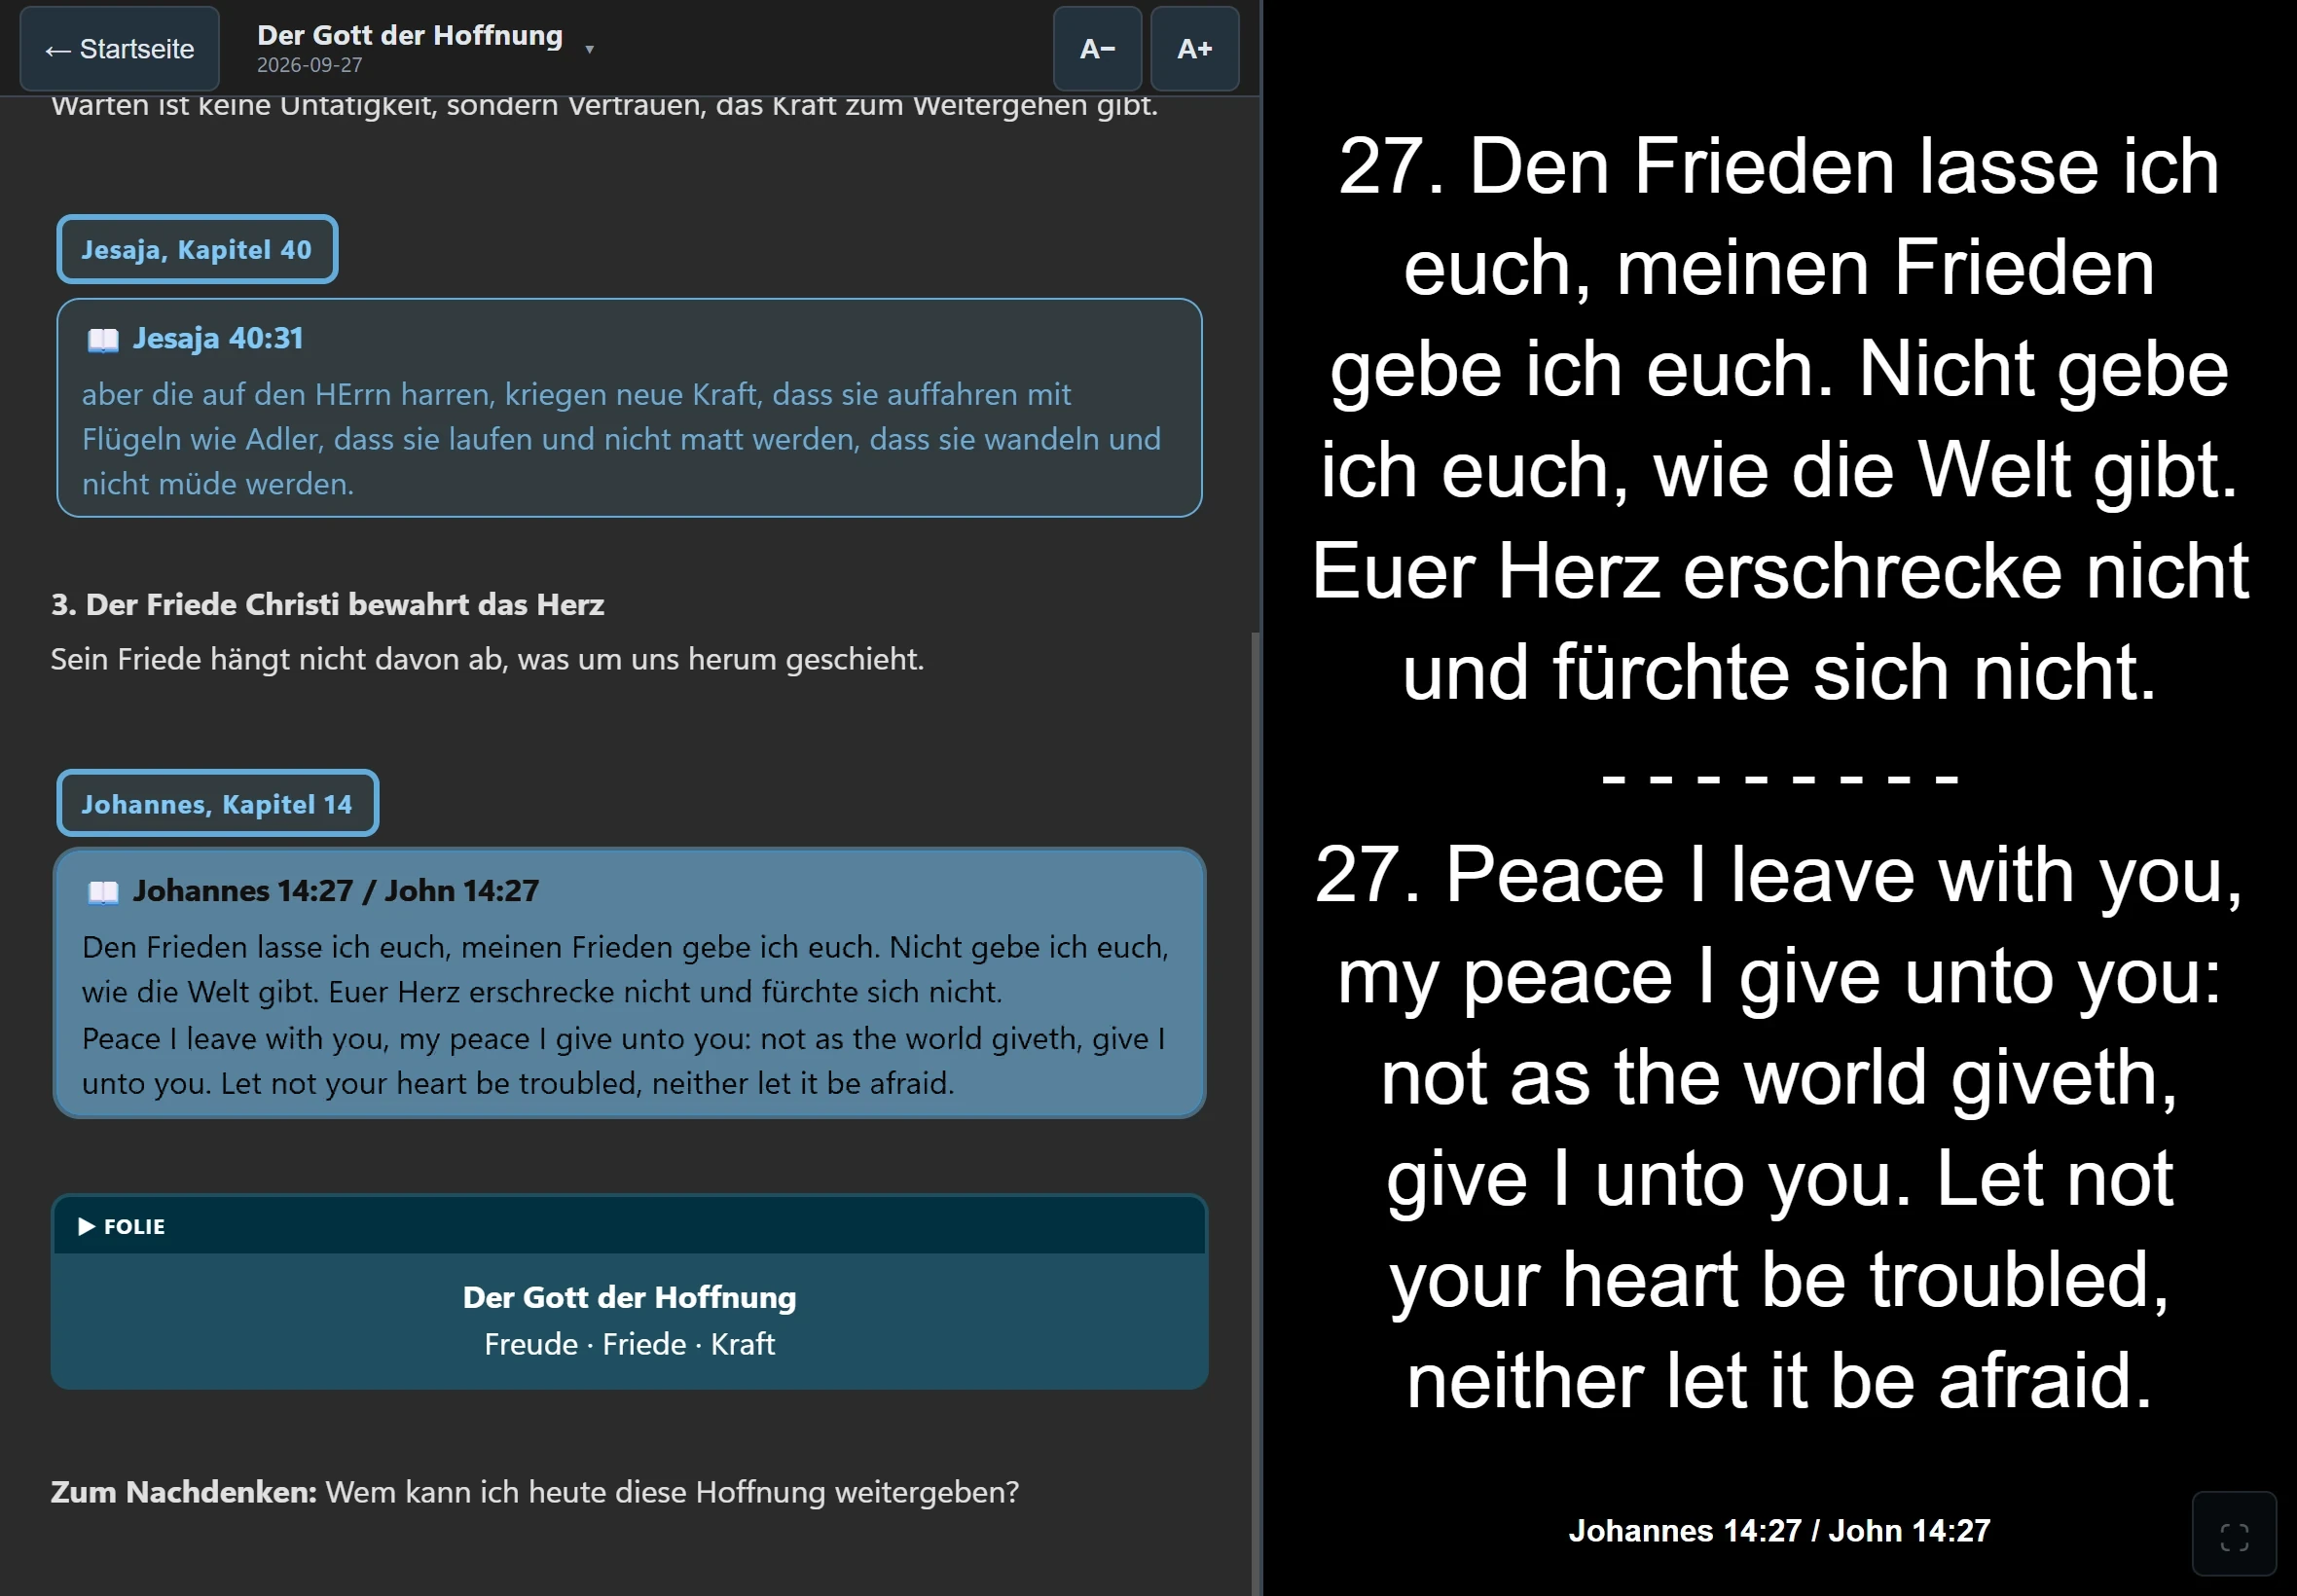 ← Startseite
Der Gott der Hoffnung
2026-09-27
A−
A+
Warten ist keine Untätigkeit, sondern Vertrauen, das Kraft zum Weitergehen gibt.
Jesaja, Kapitel 40
Jesaja 40:31
aber die auf den HErrn harren, kriegen neue Kraft, dass sie auffahren mit
Flügeln wie Adler, dass sie laufen und nicht matt werden, dass sie wandeln und
nicht müde werden.
3. Der Friede Christi bewahrt das Herz
Sein Friede hängt nicht davon ab, was um uns herum geschieht.
Johannes, Kapitel 14
Johannes 14:27 / John 14:27
Den Frieden lasse ich euch, meinen Frieden gebe ich euch. Nicht gebe ich euch,
wie die Welt gibt. Euer Herz erschrecke nicht und fürchte sich nicht.
Peace I leave with you, my peace I give unto you: not as the world giveth, give I
unto you. Let not your heart be troubled, neither let it be afraid.
▶ FOLIE
Der Gott der Hoffnung
Freude · Friede · Kraft
Zum Nachdenken: Wem kann ich heute diese Hoffnung weitergeben?
27. Den Frieden lasse ich
euch, meinen Frieden
gebe ich euch. Nicht gebe
ich euch, wie die Welt gibt.
Euer Herz erschrecke nicht
und fürchte sich nicht.
- - - - - - - -
27. Peace I leave with you,
my peace I give unto you:
not as the world giveth,
give I unto you. Let not
your heart be troubled,
neither let it be afraid.
Johannes 14:27 / John 14:27